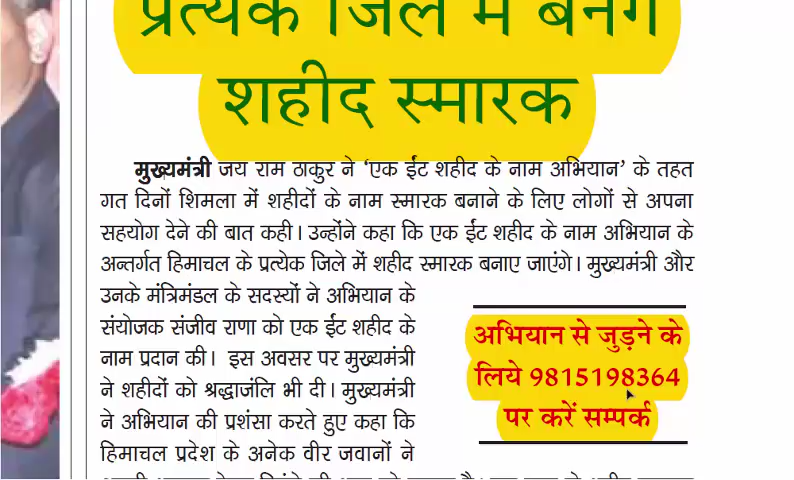 प्रत्येक जिले में बनेंगे
शहीद स्मारक
मुख्यमंत्री जय राम ठाकुर ने ‘एक ईंट शहीद के नाम अभियान’ के तहत
गत दिनों शिमला में शहीदों के नाम स्मारक बनाने के लिए लोगों से अपना
सहयोग देने की बात कही। उन्होंने कहा कि एक ईंट शहीद के नाम अभियान के
अन्तर्गत हिमाचल के प्रत्येक जिले में शहीद स्मारक बनाए जाएंगे। मुख्यमंत्री और
उनके मंत्रिमंडल के सदस्यों ने अभियान के
संयोजक संजीव राणा को एक ईंट शहीद के
नाम प्रदान की। इस अवसर पर मुख्यमंत्री
ने शहीदों को श्रद्धाजंलि भी दी। मुख्यमंत्री
ने अभियान की प्रशंसा करते हुए कहा कि
हिमाचल प्रदेश के अनेक वीर जवानों ने
अभियान से जुड़ने के
लिये 9815198364
पर करें सम्पर्क